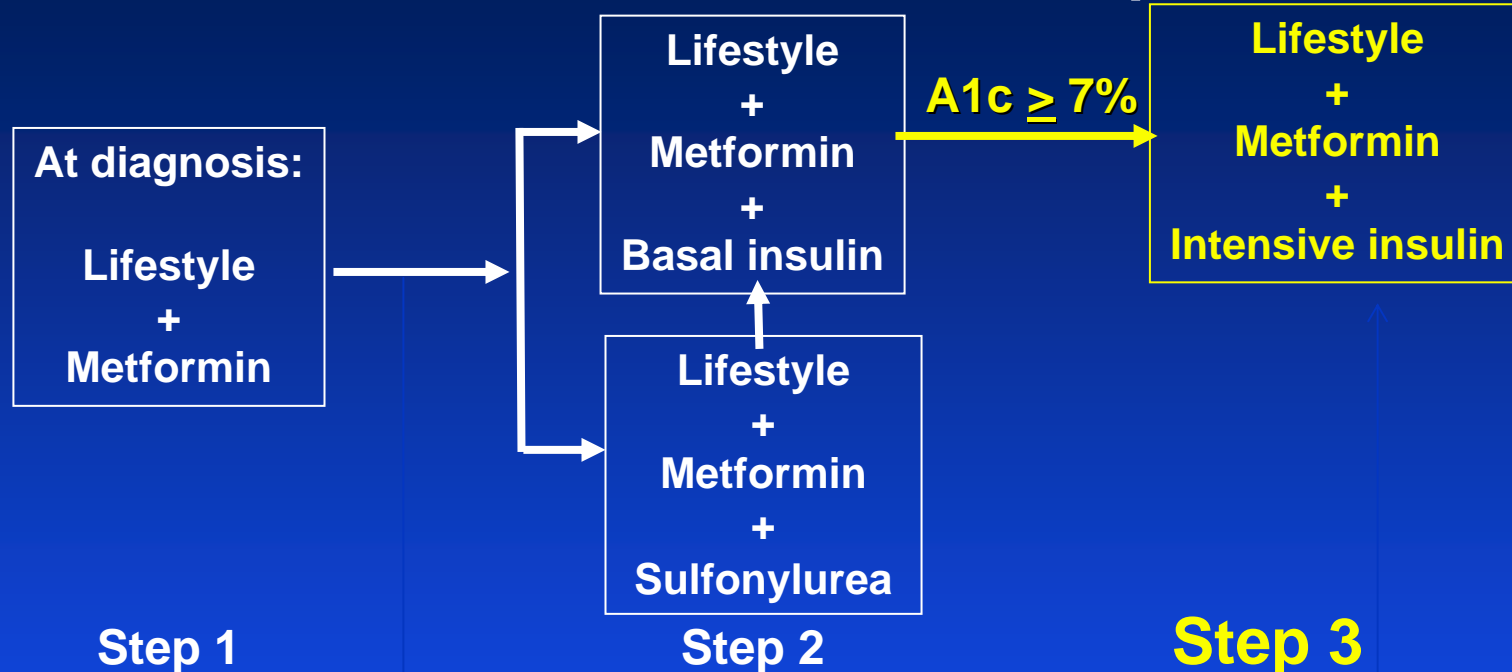 At diagnosis:
Lifestyle
+
Metformin
Lifestyle
+
Metformin
+
Basal insulin
Lifestyle
+
Metformin
+
Sulfonylurea
A1c ≥ 7%
Lifestyle
+
Metformin
+
Intensive insulin
Step 1
Step 2
Step 3